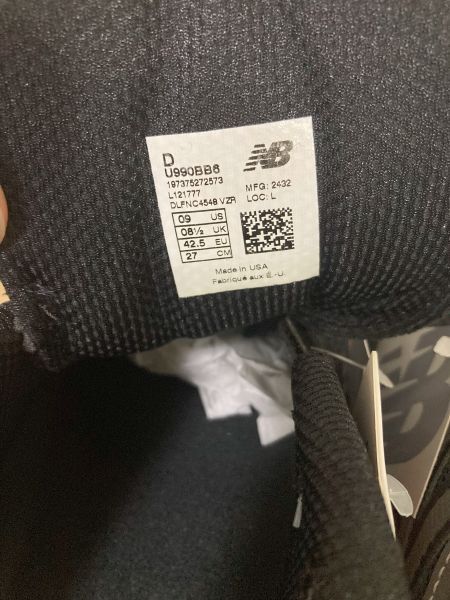 D
U990BB6
197375272573
L121777
DLFNC4548 VZR
NB
MFG: 2432
LOC: L
09 US
08½ UK
42.5 EU
27 CM
Made in USA
Fabriqué aux É.-U.